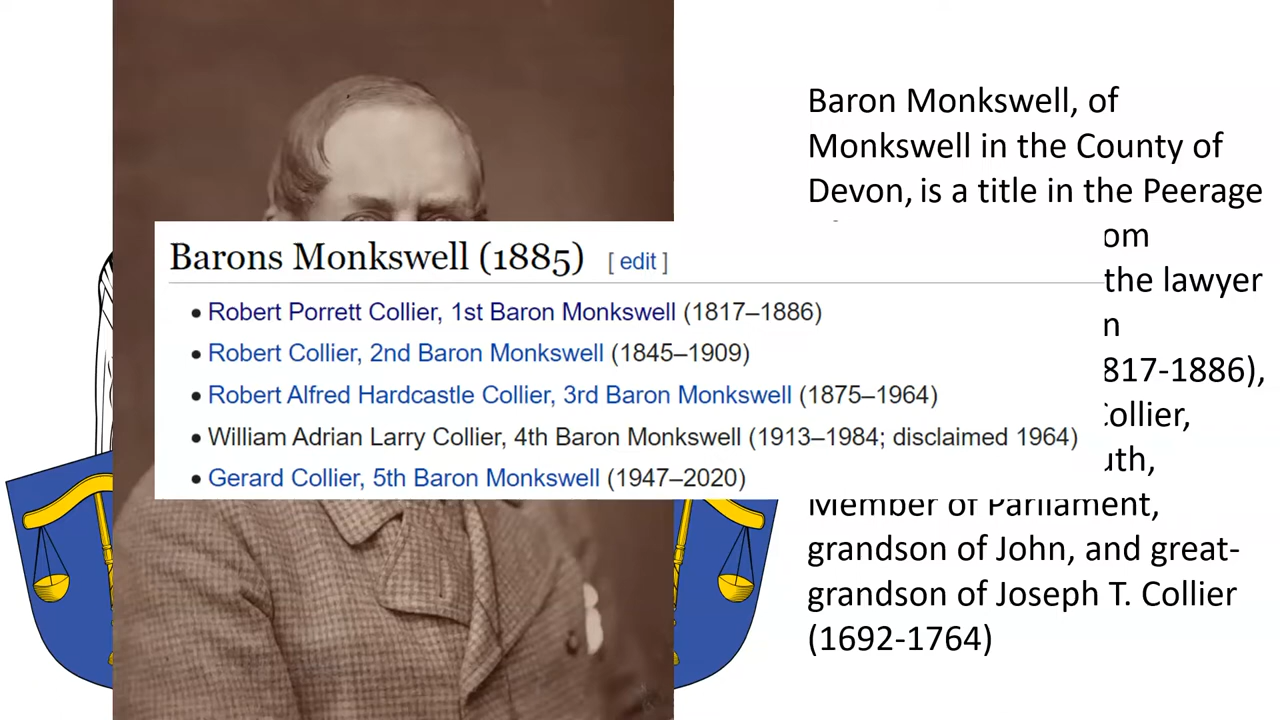 Baron Monkswell, of
Monkswell in the County of
Devon, is a title in the Peerage
Barons Monkswell (1885) [ edit ]
• Robert Porrett Collier, 1st Baron Monkswell (1817–1886)
• Robert Collier, 2nd Baron Monkswell (1845–1909)
• Robert Alfred Hardcastle Collier, 3rd Baron Monkswell (1875–1964)
• William Adrian Larry Collier, 4th Baron Monkswell (1913–1984; disclaimed 1964)
• Gerard Collier, 5th Baron Monkswell (1947–2020)
om
the lawyer
n
817-1886),
ollier,
uth,
Member of Parliament,
grandson of John, and great-
grandson of Joseph T. Collier
(1692-1764)